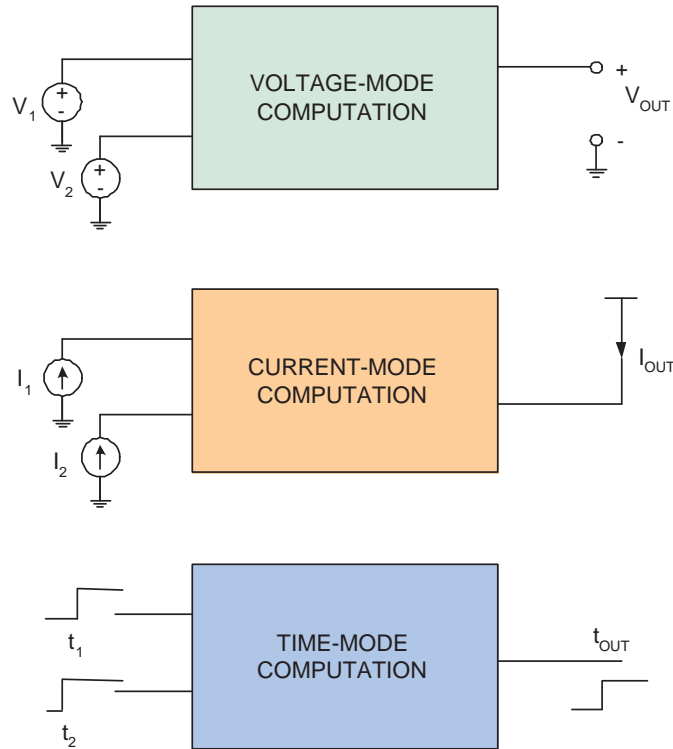 VOLTAGE-MODE
COMPUTATION
V1
+
-
V2
+
-
+
VOUT
-
CURRENT-MODE
COMPUTATION
I1
I2
IOUT
TIME-MODE
COMPUTATION
t1
t2
tOUT